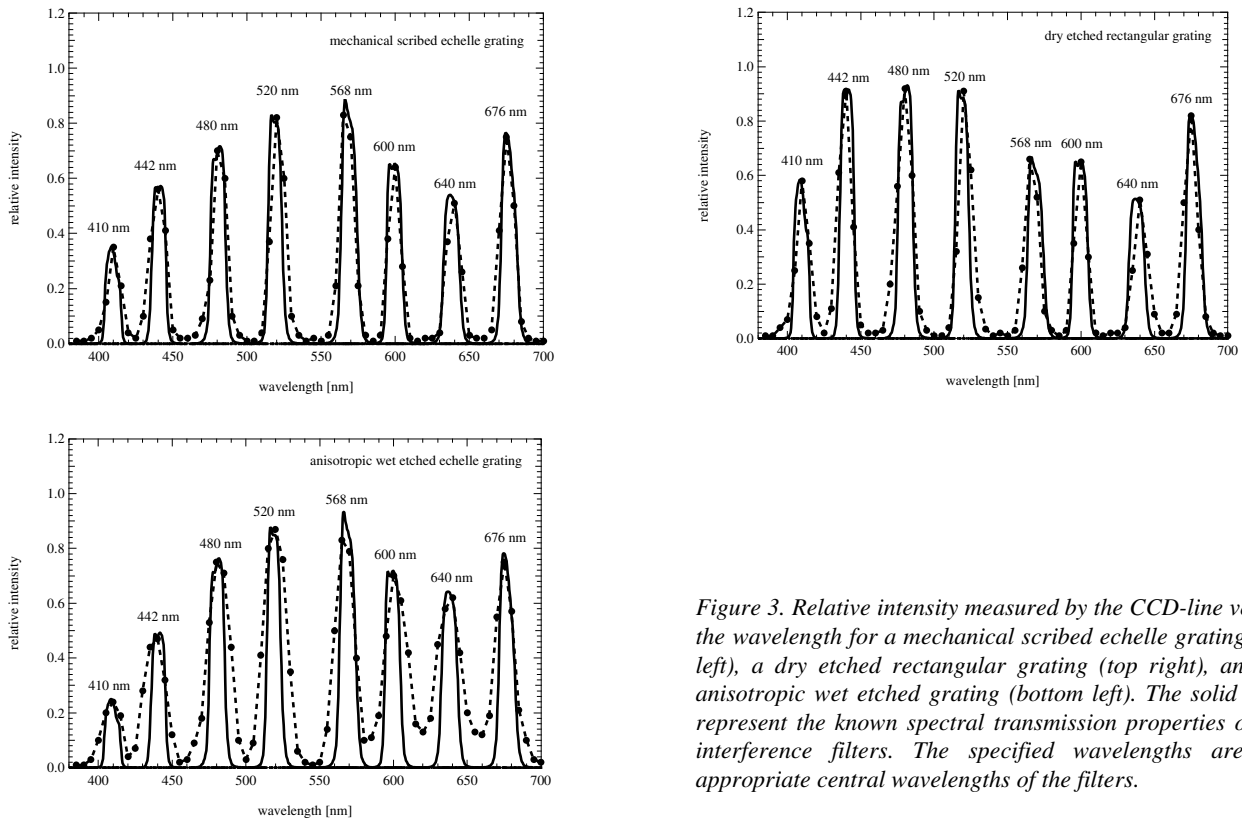 1.2
1.0
0.8
0.6
0.4
0.2
0.0
relative intensity
mechanical scribed echelle grating
410 nm
442 nm
480 nm
520 nm
568 nm
600 nm
640 nm
676 nm
400
450
500
550
600
650
700
wavelength [nm]
1.2
1.0
0.8
0.6
0.4
0.2
0.0
relative intensity
dry etched rectangular grating
410 nm
442 nm
480 nm
520 nm
568 nm
600 nm
640 nm
676 nm
400
450
500
550
600
650
700
wavelength [nm]
1.2
1.0
0.8
0.6
0.4
0.2
0.0
relative intensity
anisotropic wet etched echelle grating
410 nm
442 nm
480 nm
520 nm
568 nm
600 nm
640 nm
676 nm
400
450
500
550
600
650
700
wavelength [nm]
Figure 3. Relative intensity measured by the CCD-line
the wavelength for a mechanical scribed echelle grating
left), a dry etched rectangular grating (top right),
anisotropic wet etched grating (bottom left). The solid
represent the known spectral transmission properties
interference filters. The specified wavelengths are
appropriate central wavelengths of the filters.